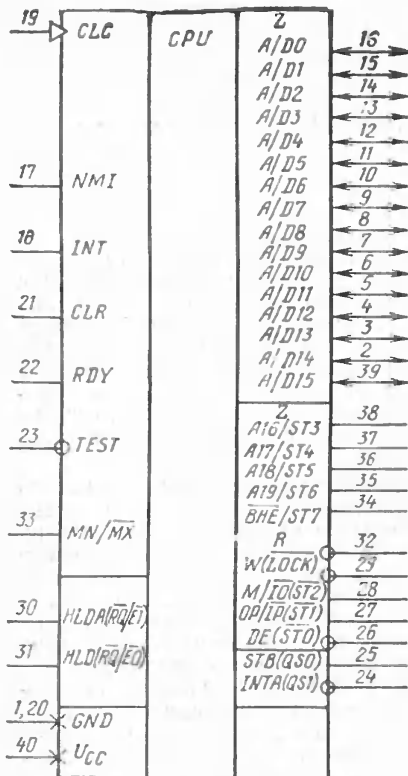 19 CLC CPU Z
A/D0 16
A/D1 15
A/D2 14
A/D3 13
A/D4 12
A/D5 11
17 NMI A/D6 10
A/D7 9
A/D8 8
18 INT A/D9 7
A/D10 6
A/D11 5
21 CLR A/D12 4
A/D13 3
A/D14 2
22 RDY A/D15 39
Z
A16/ST3 38
23 TEST A17/ST4 37
A18/ST5 36
A19/ST6 35
BHE/ST7 34
33 MN/MX R 32
W(LOCK) 29
M/IO(ST2) 28
30 HLDA(RQ/E1) OP/IP(ST1) 27
DE(ST0) 26
31 HLD(RQ/E0) STB(QS0) 25
INTA(QS1) 24
1,20 GND
40 UCC